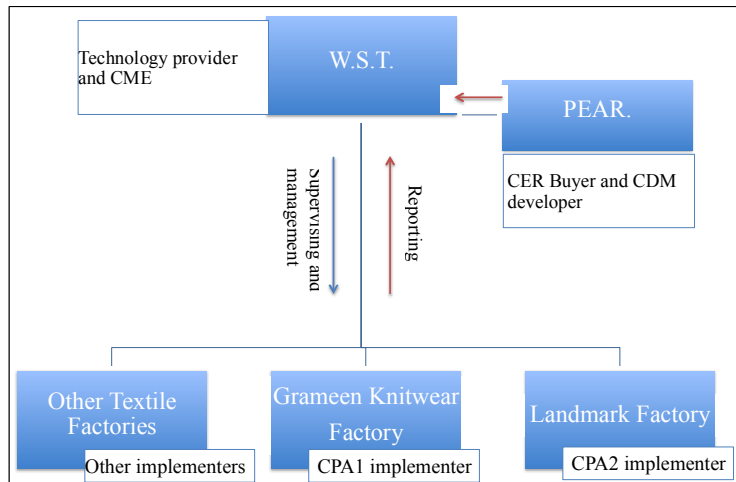 Technology provider
and CME
W.S.T.
PEAR.
CER Buyer and CDM
developer
Supervising and
management
Reporting
Other Textile
Factories
Other implementers
Grameen Knitwear
Factory
CPA1 implementer
Landmark Factory
CPA2 implementer